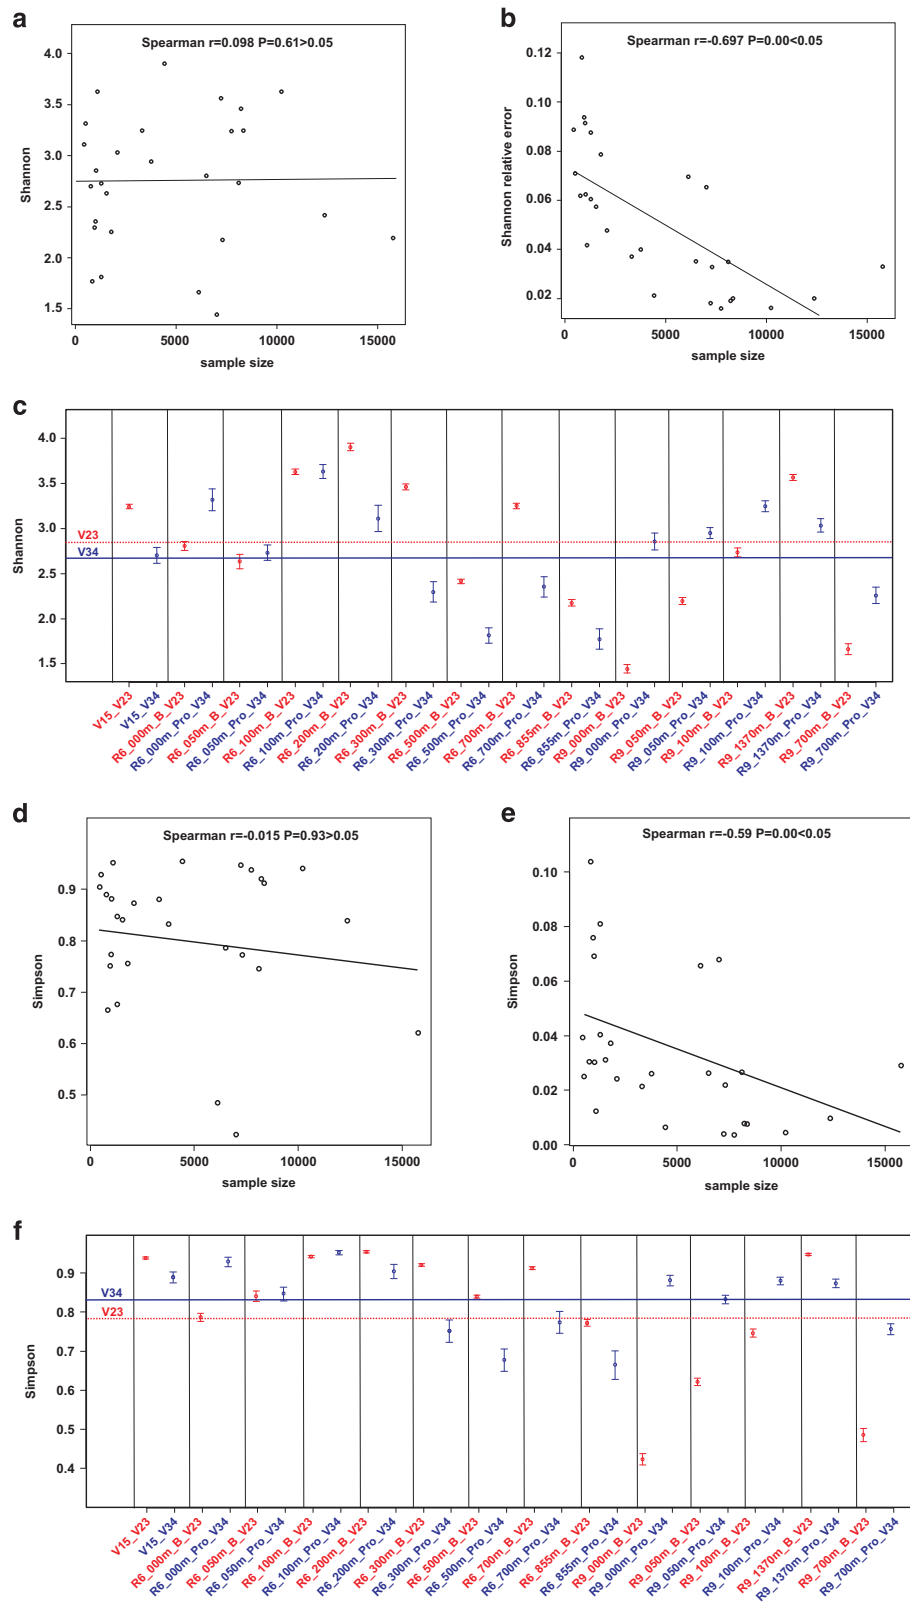 a
Spearman r=0.098 P=0.61>0.05
4.0
3.5
3.0
2.5
2.0
1.5
Shannon
0
5000
10000
15000
sample size
b
Spearman r=-0.697 P=0.00<0.05
0.12
0.10
0.08
0.06
0.04
0.02
Shannon relative error
0
5000
10000
15000
sample size
c
4.0
3.5
3.0
2.5
2.0
1.5
Shannon
V23
V34
V15_V23
V15_V34
R6_000m_B_V23
R6_000m_Pro_V34
R6_050m_B_V23
R6_050m_Pro_V34
R6_100m_B_V23
R6_100m_Pro_V34
R6_200m_B_V23
R6_200m_Pro_V34
R6_300m_B_V23
R6_300m_Pro_V34
R6_500m_B_V23
R6_500m_Pro_V34
R6_700m_B_V23
R6_700m_Pro_V34
R6_855m_B_V23
R6_855m_Pro_V34
R9_000m_B_V23
R9_000m_Pro_V34
R9_050m_B_V23
R9_050m_Pro_V34
R9_100m_B_V23
R9_100m_Pro_V34
R9_1370m_B_V23
R9_1370m_Pro_V34
R9_700m_B_V23
R9_700m_Pro_V34
d
Spearman r=-0.015 P=0.93>0.05
0.9
0.8
0.7
0.6
0.5
Simpson
0
5000
10000
15000
sample size
e
Spearman r=-0.59 P=0.00<0.05
0.10
0.08
0.06
0.04
0.02
0.00
Simpson
0
5000
10000
15000
sample size
f
0.9
0.8
0.7
0.6
0.5
0.4
Simpson
V34
V23
V15_V23
V15_V34
R6_000m_B_V23
R6_000m_Pro_V34
R6_050m_B_V23
R6_050m_Pro_V34
R6_100m_B_V23
R6_100m_Pro_V34
R6_200m_B_V23
R6_200m_Pro_V34
R6_300m_B_V23
R6_300m_Pro_V34
R6_500m_B_V23
R6_500m_Pro_V34
R6_700m_B_V23
R6_700m_Pro_V34
R6_855m_B_V23
R6_855m_Pro_V34
R9_000m_B_V23
R9_000m_Pro_V34
R9_050m_B_V23
R9_050m_Pro_V34
R9_100m_B_V23
R9_100m_Pro_V34
R9_1370m_B_V23
R9_1370m_Pro_V34
R9_700m_B_V23
R9_700m_Pro_V34